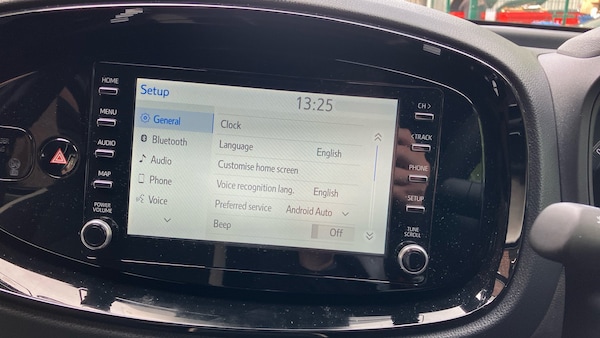 HOME
MENU
AUDIO
MAP
POWER
VOLUME
Setup
13:25
General
Bluetooth
Audio
Phone
Voice
Clock
Language English
Customise home screen
Voice recognition lang. English
Preferred service Android Auto
Beep Off
CH >
TRACK
PHONE
SETUP
TUNE
SCROLL